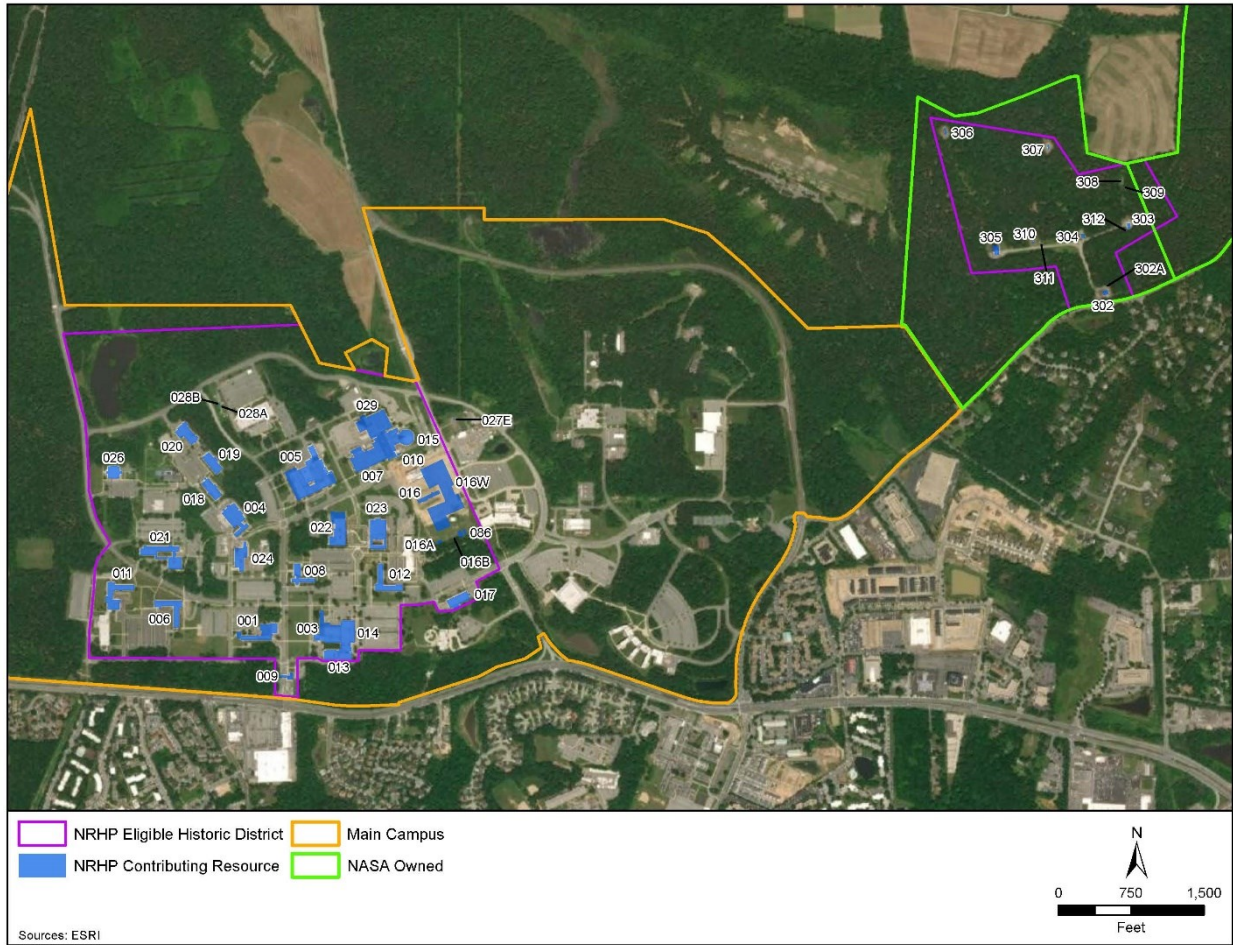 306
307
308
309
312
303
310
304
305
302A
311
302
029
027E
028B
028A
015
020
019
005
010
026
007
016W
018
016
004
023
022
086
016A
021
024
016B
008
011
012
017
006
001
003
014
013
009
NRHP Eligible Historic District
Main Campus
NRHP Contributing Resource
NASA Owned
N
0 750 1,500
Feet
Sources: ESRI